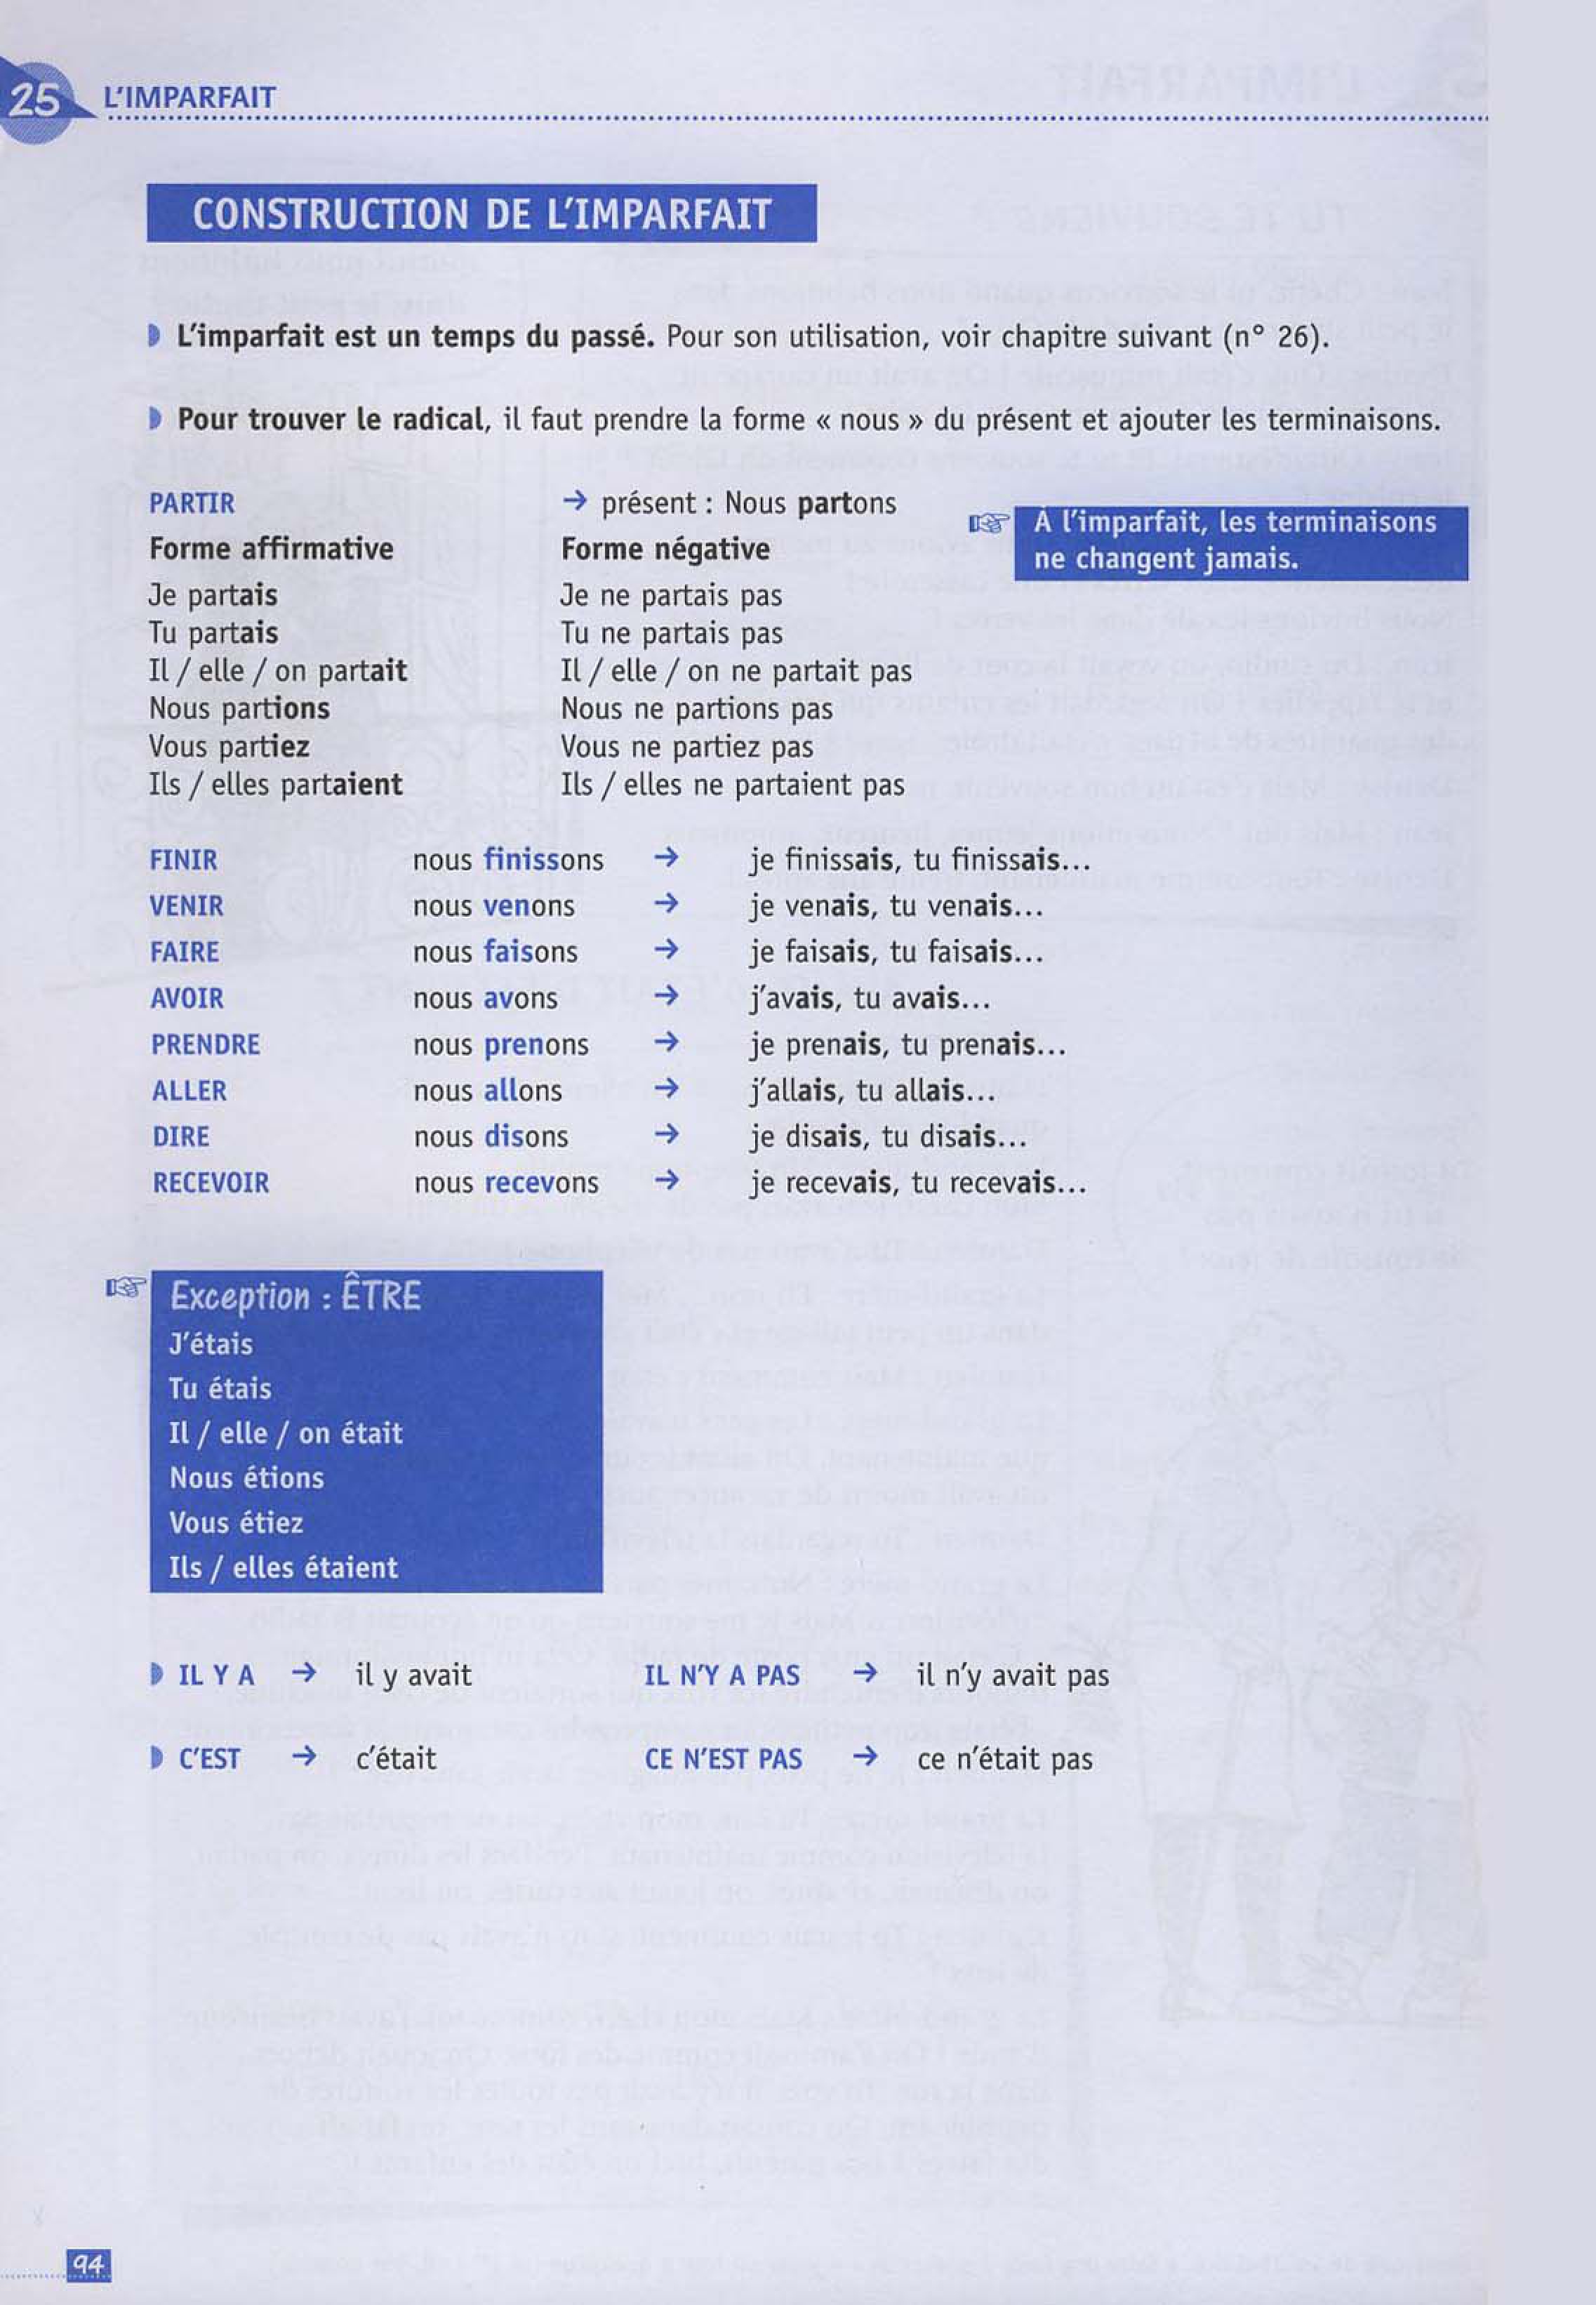 25 L'IMPARFAIT
CONSTRUCTION DE L'IMPARFAIT
L'imparfait est un temps du passé. Pour son utilisation, voir chapitre suivant (n° 26).
Pour trouver le radical, il faut prendre la forme « nous » du présent et ajouter les terminaisons.
PARTIR → présent : Nous partons
À l'imparfait, les terminaisons
ne changent jamais.
Forme affirmative Forme négative
Je partais Je ne partais pas
Tu partais Tu ne partais pas
Il / elle / on partait Il / elle / on ne partait pas
Nous partions Nous ne partions pas
Vous partiez Vous ne partiez pas
Ils / elles partaient Ils / elles ne partaient pas
FINIR nous finissons → je finissais, tu finissais...
VENIR nous venons → je venais, tu venais...
FAIRE nous faisons → je faisais, tu faisais...
AVOIR nous avons → j'avais, tu avais...
PRENDRE nous prenons → je prenais, tu prenais...
ALLER nous allons → j'allais, tu allais...
DIRE nous disons → je disais, tu disais...
RECEVOIR nous recevons → je recevais, tu recevais...
Exception : ÊTRE
J'étais
Tu étais
Il / elle / on était
Nous étions
Vous étiez
Ils / elles étaient
IL Y A → il y avait IL N'Y A PAS → il n'y avait pas
C'EST → c'était CE N'EST PAS → ce n'était pas
94